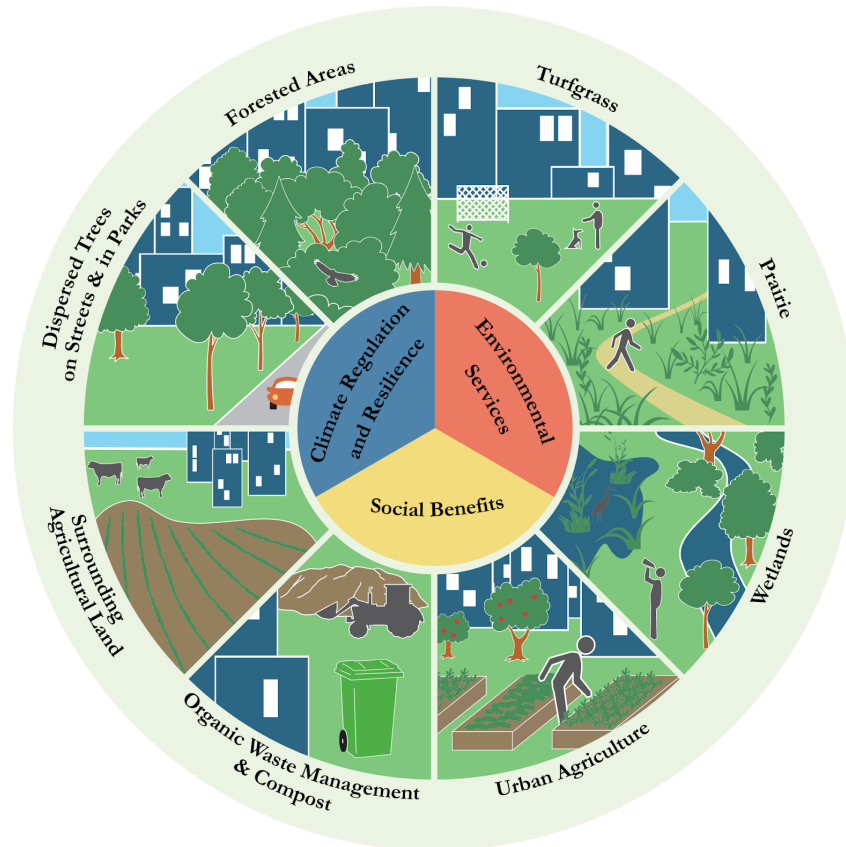 Forested Areas
Turfgrass
Prairie
Wetlands
Urban Agriculture
Organic Waste Management
& Compost
Surrounding
Agricultural Land
Dispersed Trees
on Streets & in Parks
Climate Regulation
and Resilience
Environmental
Services
Social Benefits